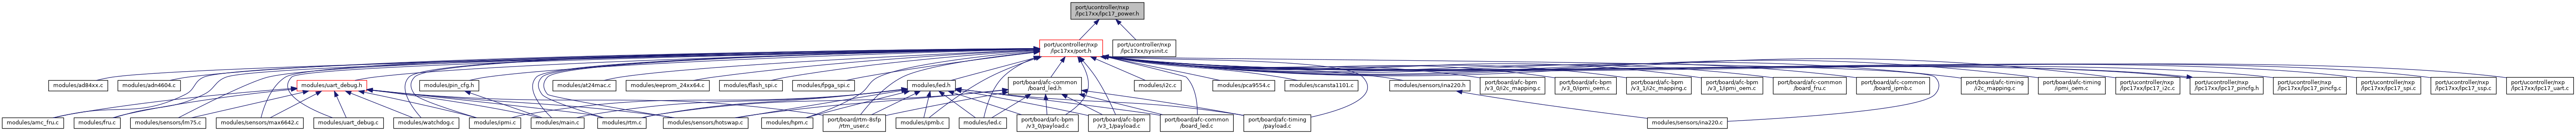 port/ucontroller/nxp
/lpc17xx/lpc17_power.h
port/ucontroller/nxp
/lpc17xx/port.h
port/ucontroller/nxp
/lpc17xx/sysinit.c
modules/ad84xx.c
modules/adn4604.c
modules/uart_debug.h
modules/pin_cfg.h
modules/at24mac.c
modules/eeprom_24xx64.c
modules/flash_spi.c
modules/fpga_spi.c
modules/led.h
port/board/afc-common
/board_led.h
modules/i2c.c
modules/pca9554.c
modules/scansta1101.c
modules/sensors/ina220.h
port/board/afc-bpm
/v3_0/i2c_mapping.c
port/board/afc-bpm
/v3_0/ipmi_oem.c
port/board/afc-bpm
/v3_1/i2c_mapping.c
port/board/afc-bpm
/v3_1/ipmi_oem.c
port/board/afc-common
/board_fru.c
port/board/afc-common
/board_ipmb.c
port/board/afc-timing
/i2c_mapping.c
port/board/afc-timing
/ipmi_oem.c
port/ucontroller/nxp
/lpc17xx/lpc17_i2c.c
port/ucontroller/nxp
/lpc17xx/lpc17_pincfg.h
port/ucontroller/nxp
/lpc17xx/lpc17_pincfg.c
port/ucontroller/nxp
/lpc17xx/lpc17_spi.c
port/ucontroller/nxp
/lpc17xx/lpc17_ssp.c
port/ucontroller/nxp
/lpc17xx/lpc17_uart.c
modules/amc_fru.c
modules/fru.c
modules/sensors/lm75.c
modules/sensors/max6642.c
modules/uart_debug.c
modules/watchdog.c
modules/ipmi.c
modules/main.c
modules/rtm.c
modules/sensors/hotswap.c
modules/hpm.c
port/board/rtm-8sfp
/rtm_user.c
modules/ipmb.c
modules/led.c
port/board/afc-bpm
/v3_0/payload.c
port/board/afc-bpm
/v3_1/payload.c
port/board/afc-common
/board_led.c
port/board/afc-timing
/payload.c
modules/sensors/ina220.c